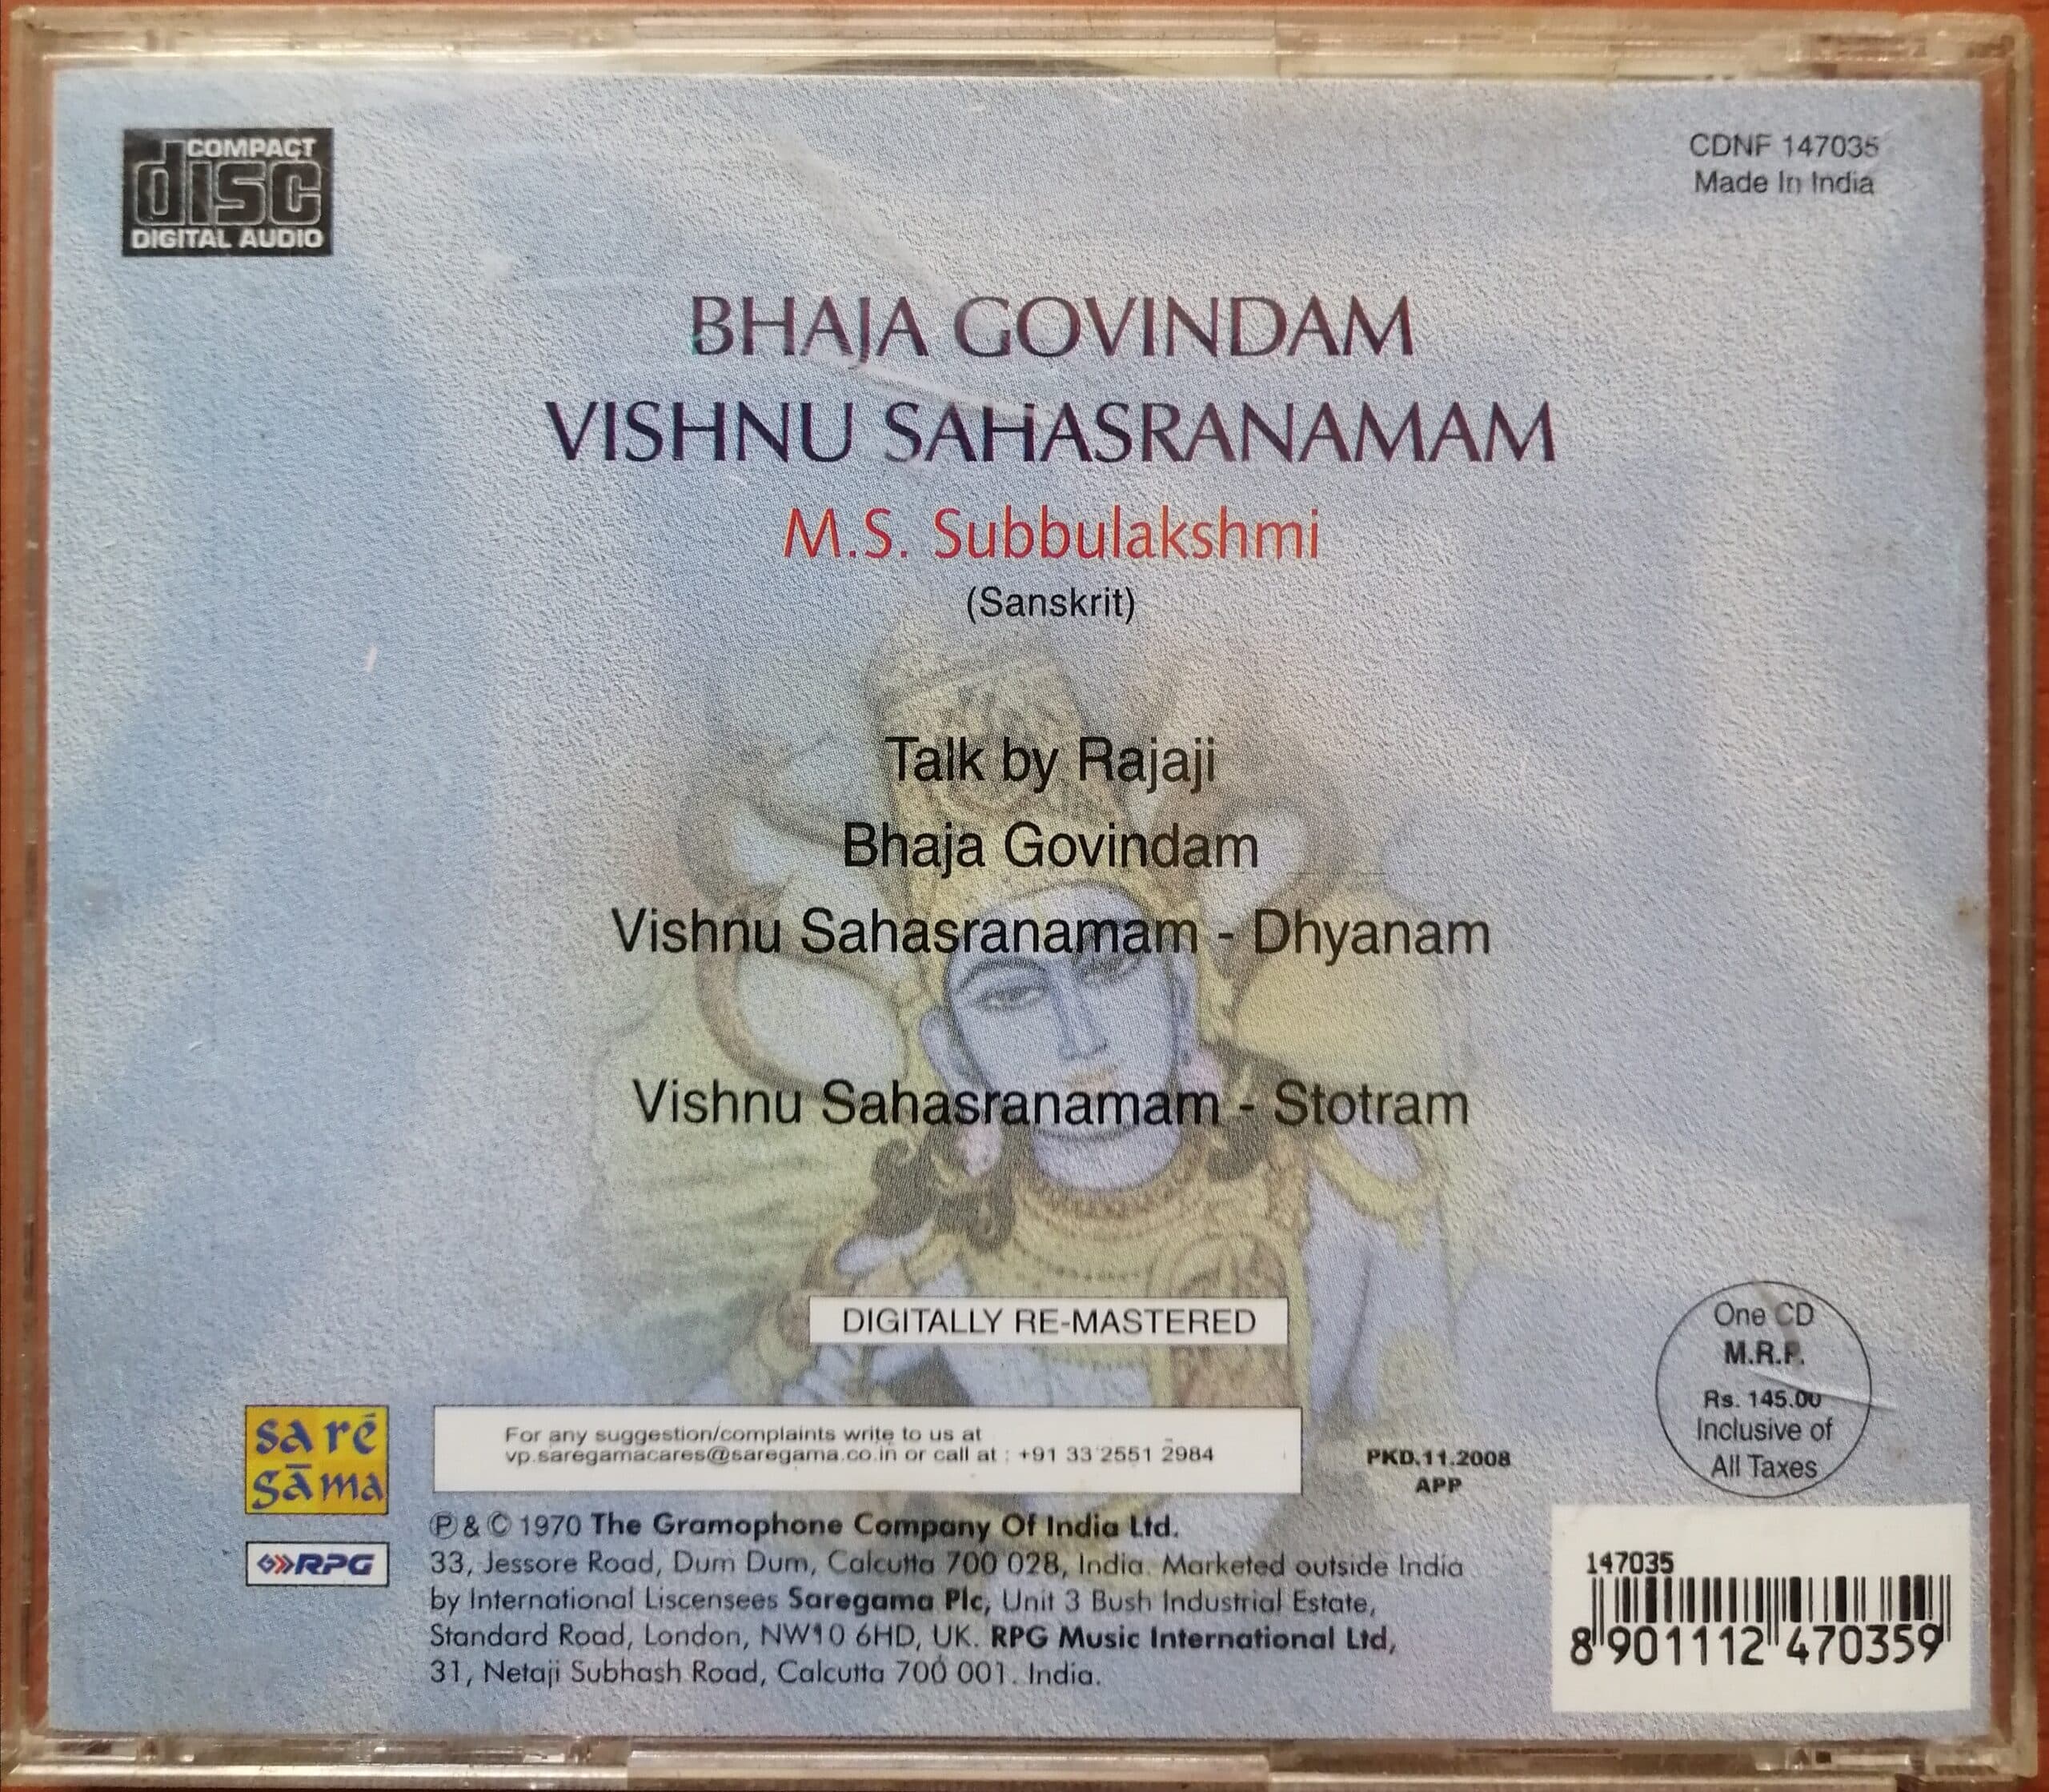 COMPACT
disc
DIGITAL AUDIO
CDNF 147035
Made In India
BHAJA GOVINDAM
VISHNU SAHASRANAMAM
M.S. Subbulakshmi
(Sanskrit)
Talk by Rajaji
Bhaja Govindam
Vishnu Sahasranamam - Dhyanam
Vishnu Sahasranamam - Stotram
DIGITALLY RE-MASTERED
One CD
M.R.P.
Rs. 145.00
Inclusive of
All Taxes
sa ré
gā ma
RPG
For any suggestion/complaints write to us at
vp.saregamacares@saregama.co.in or call at : +91 33 2551 2984
PKD.11.2008
APP
℗ & © 1970 The Gramophone Company Of India Ltd.
33, Jessore Road, Dum Dum, Calcutta 700 028, India. Marketed outside India
by International Liscensees Saregama Plc, Unit 3 Bush Industrial Estate,
Standard Road, London, NW10 6HD, UK. RPG Music International Ltd,
31, Netaji Subhash Road, Calcutta 700 001. India.
147035
8 901112 470359